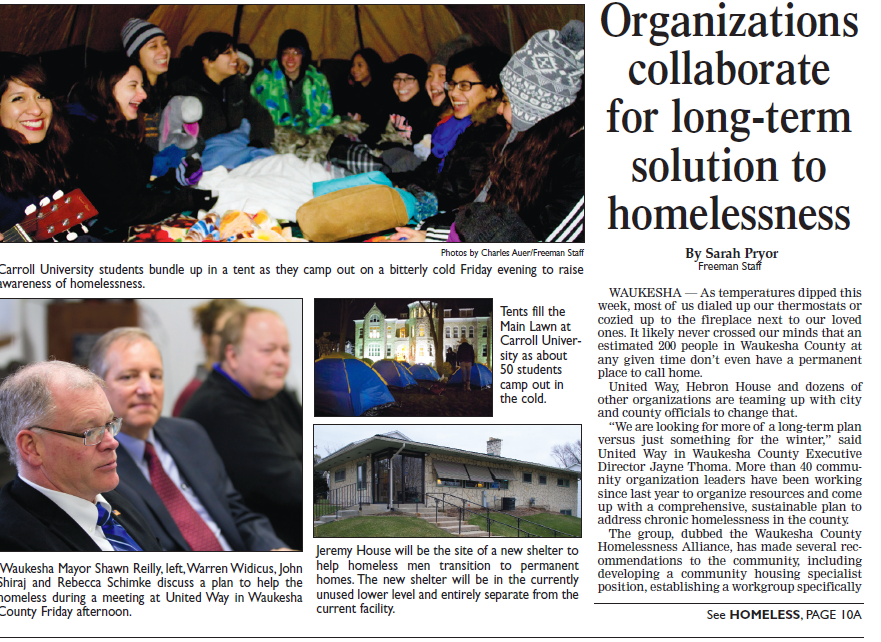 Organizations
collaborate
for long-term
solution to
homelessness
By Sarah Pryor
Freeman Staff
Photos by Charles Auer/Freeman Staff
Carroll University students bundle up in a tent as they camp out on a bitterly cold Friday evening to raise
awareness of homelessness.
Tents fill the
Main Lawn at
Carroll Univer-
sity as about
50 students
camp out in
the cold.
Waukesha Mayor Shawn Reilly, left, Warren Widicus, John
Shiraj and Rebecca Schimke discuss a plan to help the
homeless during a meeting at United Way in Waukesha
County Friday afternoon.
Jeremy House will be the site of a new shelter to
help homeless men transition to permanent
homes. The new shelter will be in the currently
unused lower level and entirely separate from the
current facility.
WAUKESHA — As temperatures dipped this
week, most of us dialed up our thermostats or
cozied up to the fireplace next to our loved
ones. It likely never crossed our minds that an
estimated 200 people in Waukesha County at
any given time don't even have a permanent
place to call home.
United Way, Hebron House and dozens of
other organizations are teaming up with city
and county officials to change that.
"We are looking for more of a long-term plan
versus just something for the winter," said
United Way in Waukesha County Executive
Director Jayne Thoma. More than 40 commu-
nity organization leaders have been working
since last year to organize resources and come
up with a comprehensive, sustainable plan to
address chronic homelessness in the county.
The group, dubbed the Waukesha County
Homelessness Alliance, has made several rec-
ommendations to the community, including
developing a community housing specialist
position, establishing a workgroup specifically
See HOMELESS, PAGE 10A